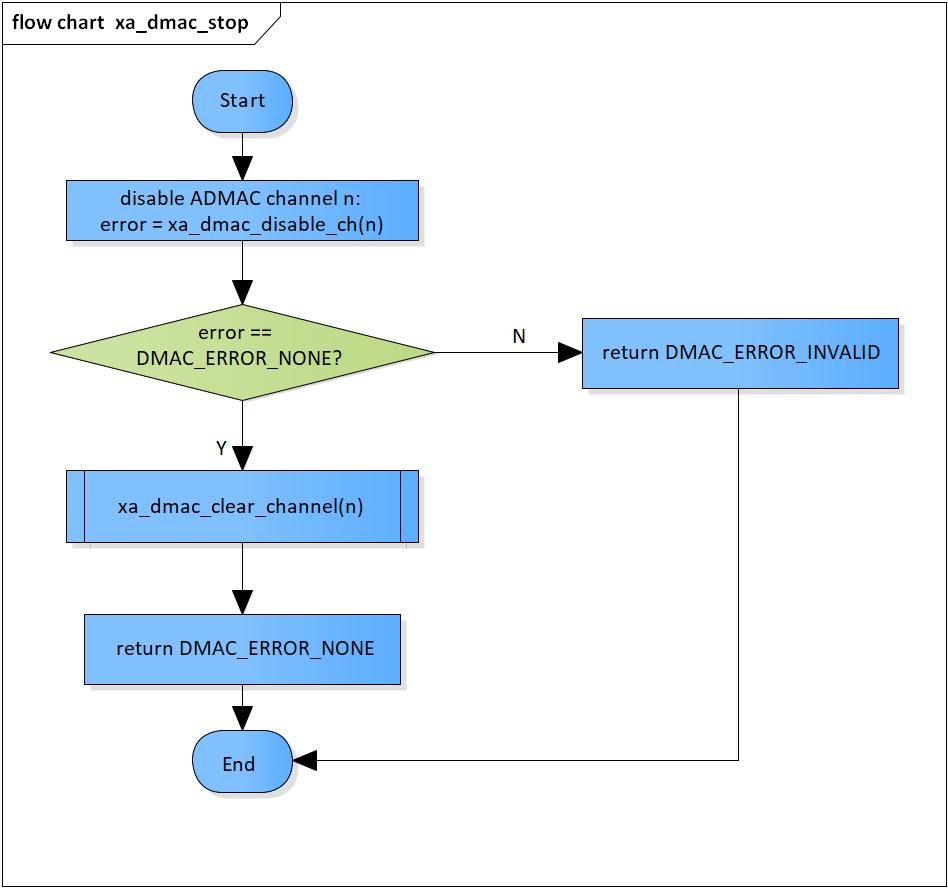 flow chart xa_dmac_stop
Start
disable ADMAC channel n:
error = xa_dmac_disable_ch(n)
error ==
DMAC_ERROR_NONE?
N
return DMAC_ERROR_INVALID
Y
xa_dmac_clear_channel(n)
return DMAC_ERROR_NONE
End